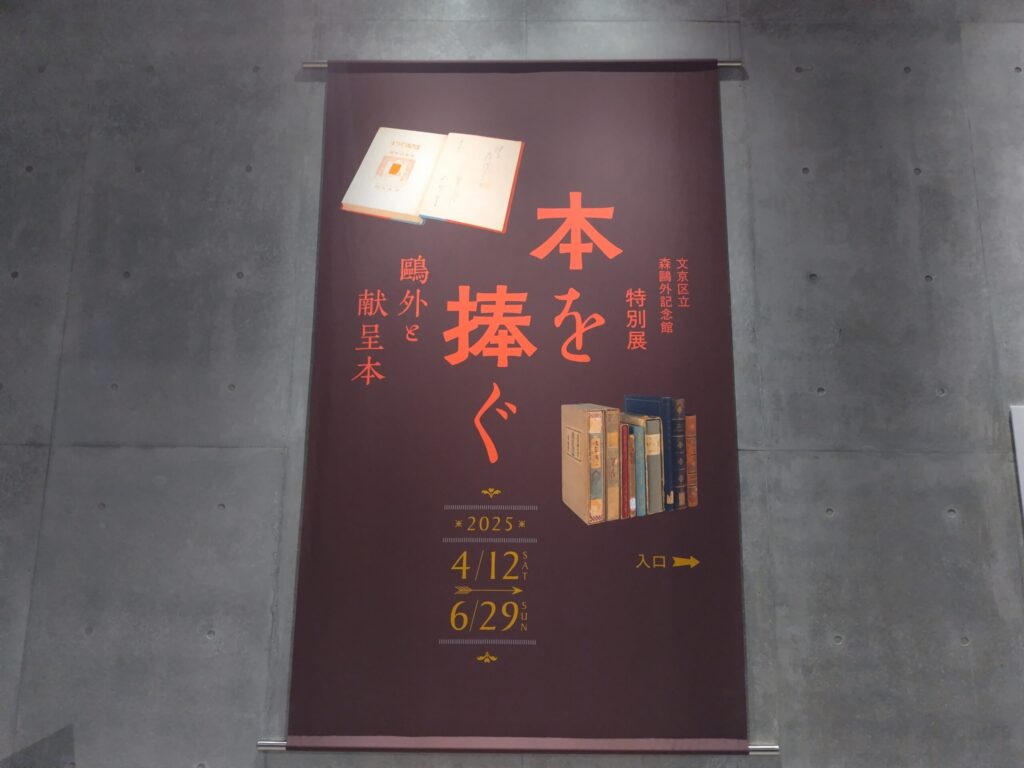 文京区立
森鷗外記念館
特別展
本を
捧ぐ
鷗外と
献呈本
2025
4/12 SAT
6/29 SUN
入口